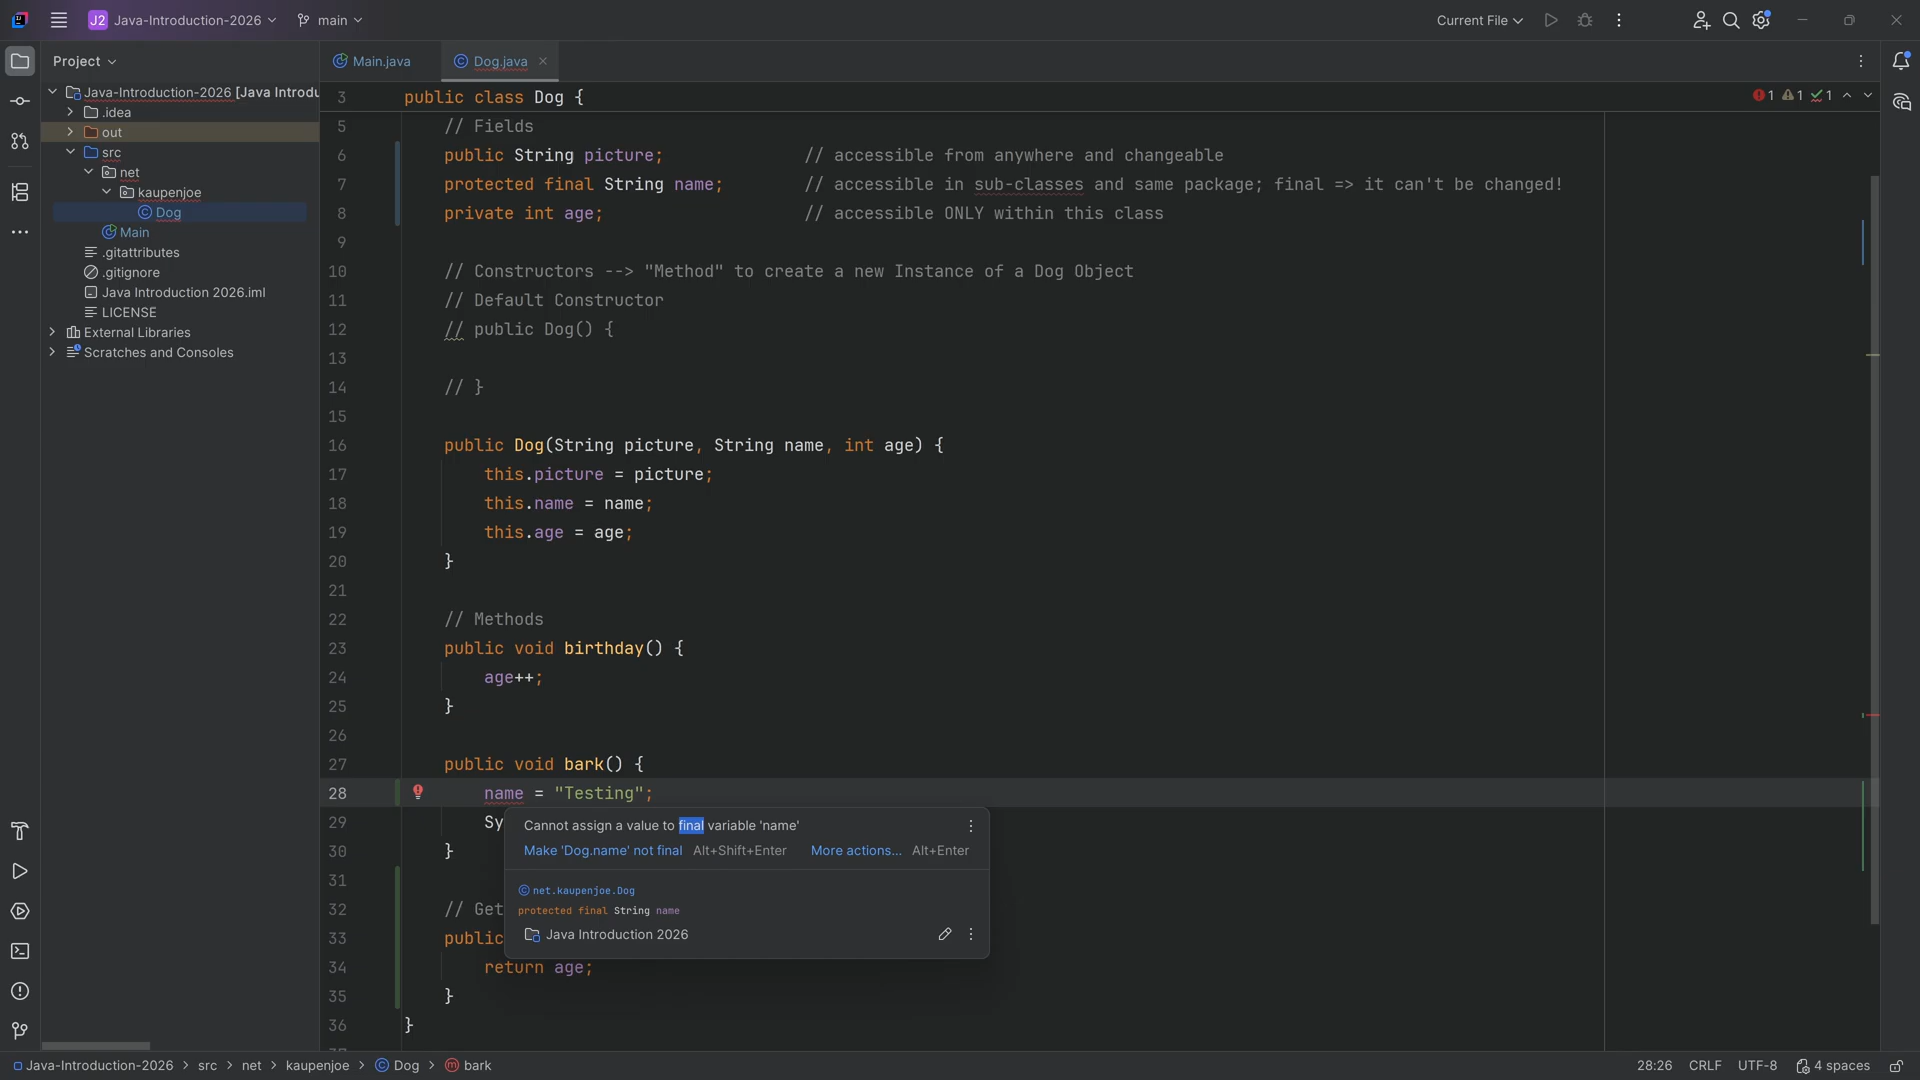 J2 Java-Introduction-2026 main Current File
Project
Main.java Dog.java
Java-Introduction-2026 [Java Introdu
.idea
out
src
net
kaupenjoe
Dog
Main
.gitattributes
.gitignore
Java Introduction 2026.iml
LICENSE
External Libraries
Scratches and Consoles
3 public class Dog {
1 1 1
5 // Fields
6 public String picture; // accessible from anywhere and changeable
7 protected final String name; // accessible in sub-classes and same package; final => it can't be changed!
8 private int age; // accessible ONLY within this class
9
10 // Constructors --> "Method" to create a new Instance of a Dog Object
11 // Default Constructor
12 // public Dog() {
13
14 // }
15
16 public Dog(String picture, String name, int age) {
17 this.picture = picture;
18 this.name = name;
19 this.age = age;
20 }
21
22 // Methods
23 public void birthday() {
24 age++;
25 }
26
27 public void bark() {
28 name = "Testing";
29 Sy
30 }
31
32 // Get
33 public
34 return age;
35 }
36 }
Cannot assign a value to final variable 'name'
Make 'Dog.name' not final Alt+Shift+Enter More actions... Alt+Enter
net.kaupenjoe.Dog
protected final String name
Java Introduction 2026
Java-Introduction-2026 > src > net > kaupenjoe > Dog > bark 28:26 CRLF UTF-8 4 spaces